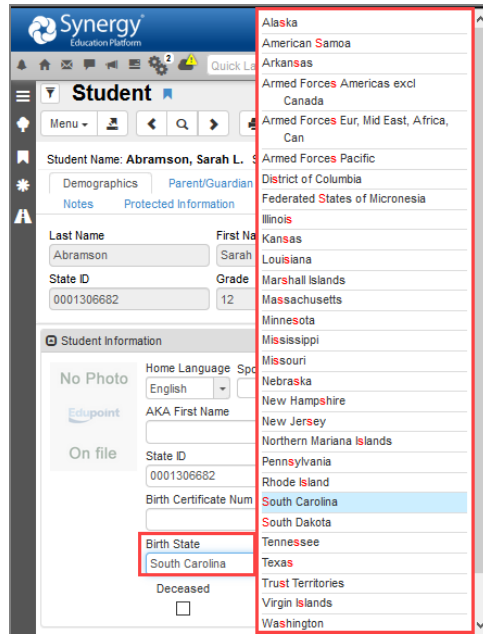 Synergy
Education Platform
2
Quick La
Student
Menu
Student Name: Abramson, Sarah L. S
Demographics Parent/Guardian
Notes Protected Information
Last Name First Na
Abramson Sarah
State ID Grade
0001306682 12
Student Information
No Photo
Edupoint
On file
Home Language Spo
English
AKA First Name
State ID
0001306682
Birth Certificate Num
Birth State
South Carolina
Deceased
Alaska
American Samoa
Arkansas
Armed Forces Americas excl
Canada
Armed Forces Eur, Mid East, Africa,
Can
Armed Forces Pacific
District of Columbia
Federated States of Micronesia
Illinois
Kansas
Louisiana
Marshall Islands
Massachusetts
Minnesota
Mississippi
Missouri
Nebraska
New Hampshire
New Jersey
Northern Mariana Islands
Pennsylvania
Rhode Island
South Carolina
South Dakota
Tennessee
Texas
Trust Territories
Virgin Islands
Washington